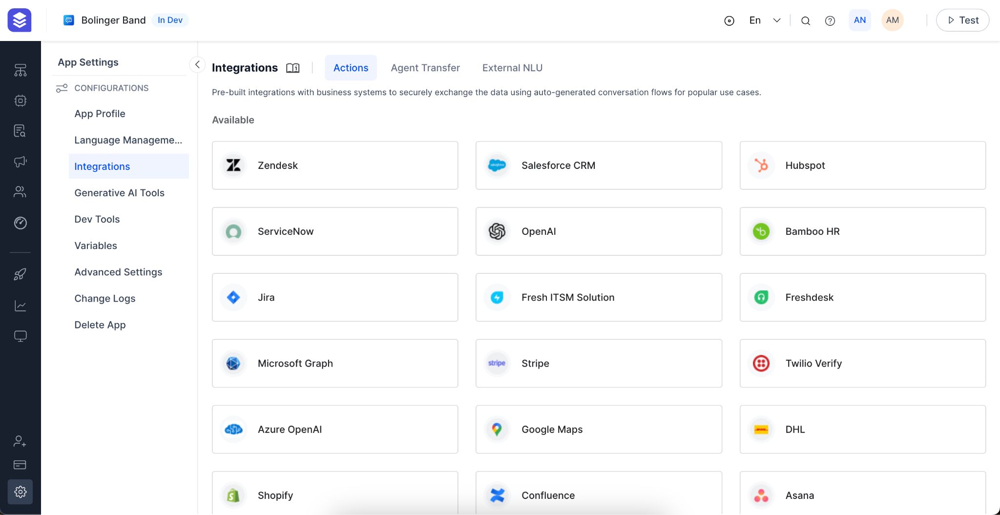 Bolinger Band
In Dev
En
AN
AM
Test
App Settings
CONFIGURATIONS
App Profile
Language Manageme...
Integrations
Generative AI Tools
Dev Tools
Variables
Advanced Settings
Change Logs
Delete App
Integrations
Actions
Agent Transfer
External NLU
Pre-built integrations with business systems to securely exchange the data using auto-generated conversation flows for popular use cases.
Available
Zendesk
salesforce
Salesforce CRM
Hubspot
ServiceNow
OpenAI
b
Bamboo HR
Jira
Fresh ITSM Solution
Freshdesk
Microsoft Graph
stripe
Stripe
Twilio Verify
Azure OpenAI
Google Maps
DHL
DHL
Shopify
Confluence
Asana